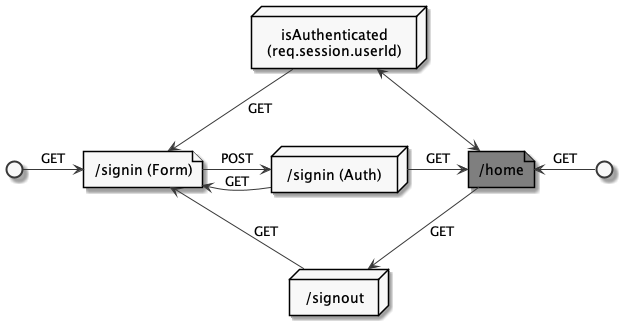 isAuthenticated
(req.session.userId)
GET
GET
/signin (Form)
POST
GET
/signin (Auth)
GET
/home
GET
GET
GET
/signout